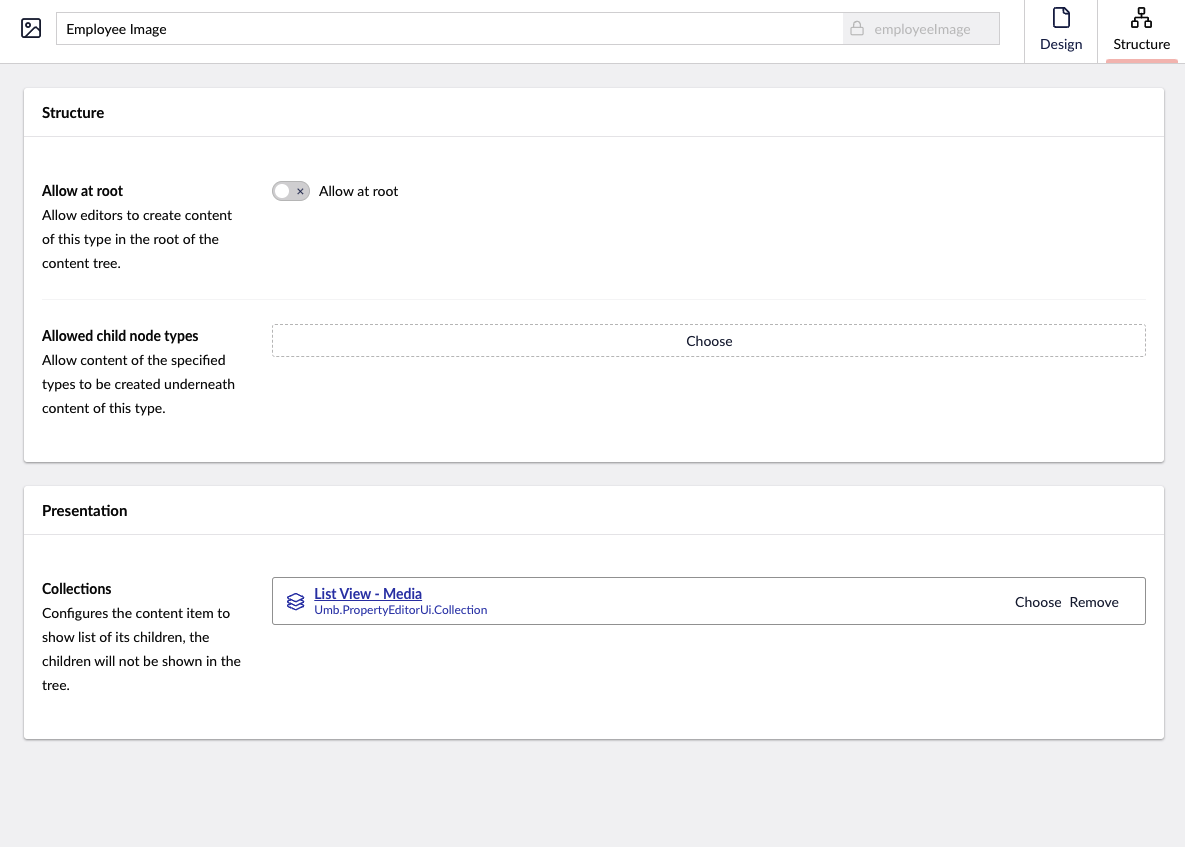 Employee Image
employeeImage
Design
Structure
Structure
Allow at root
Allow editors to create content
of this type in the root of the
content tree.
Allow at root
Allowed child node types
Allow content of the specified
types to be created underneath
content of this type.
Choose
Presentation
Collections
Configures the content item to
show list of its children, the
children will not be shown in the
tree.
List View - Media
Umb.PropertyEditorUi.Collection
Choose Remove